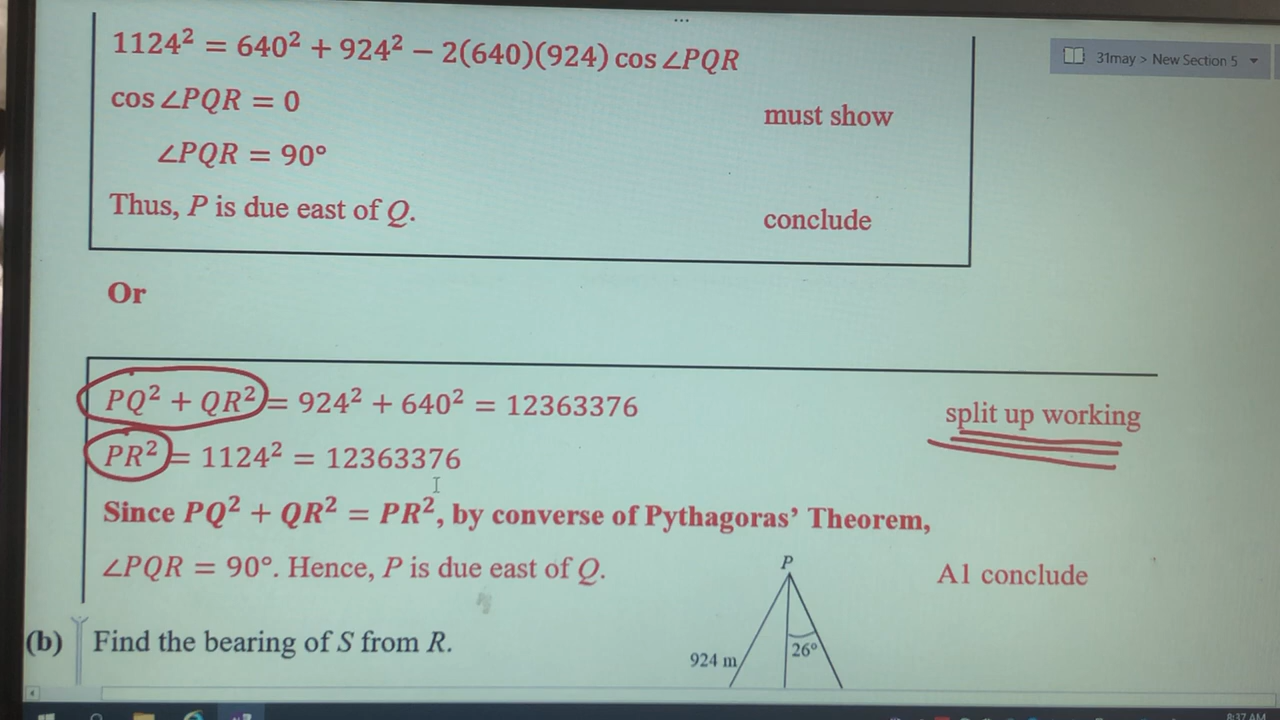 ...
1124² = 640² + 924² − 2(640)(924) cos ∠PQR
31may > New Section 5
cos ∠PQR = 0
must show
∠PQR = 90°
Thus, P is due east of Q.
conclude
Or
PQ² + QR² = 924² + 640² = 12363376
split up working
PR² = 1124² = 12363376
Since PQ² + QR² = PR², by converse of Pythagoras’ Theorem,
∠PQR = 90°. Hence, P is due east of Q.
A1 conclude
P
(b) Find the bearing of S from R.
924 m
26°
8:37 AM